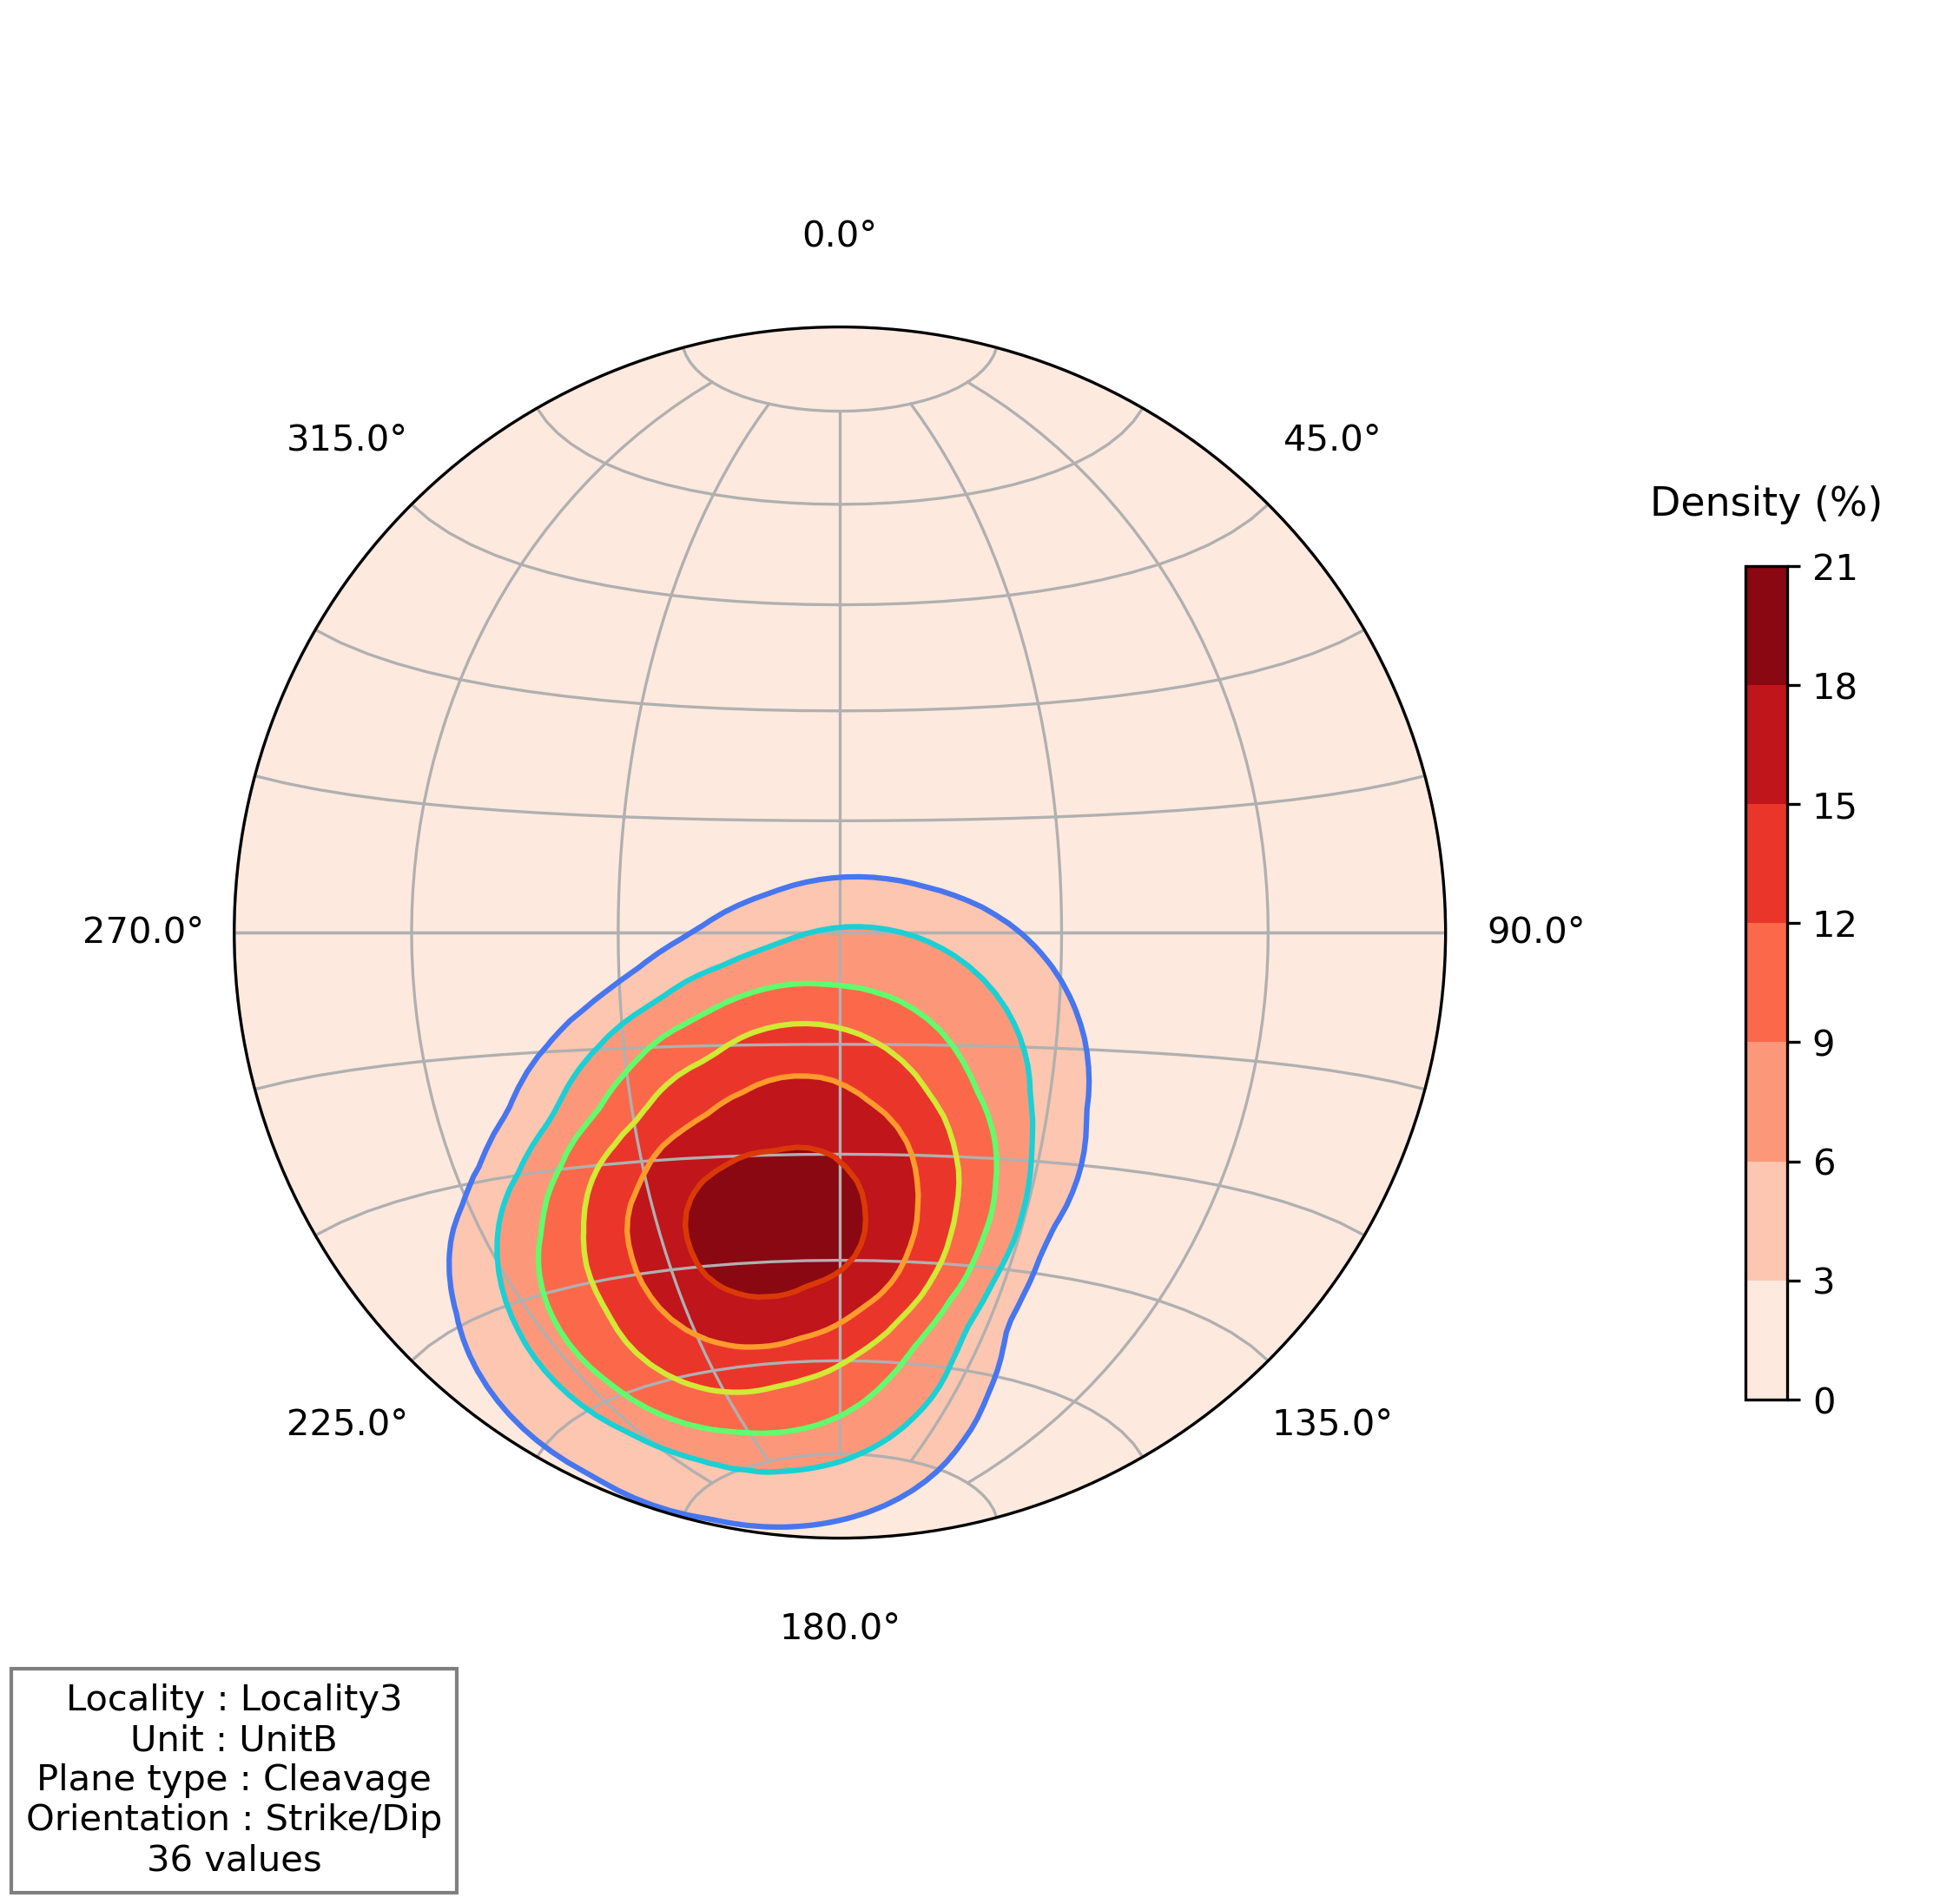 0.0°
315.0°
45.0°
Density (%)
21
18
15
270.0°
90.0°
12
9
6
3
225.0°
135.0°
0
180.0°
Locality : Locality3
Unit : UnitB
Plane type : Cleavage
Orientation : Strike/Dip
36 values